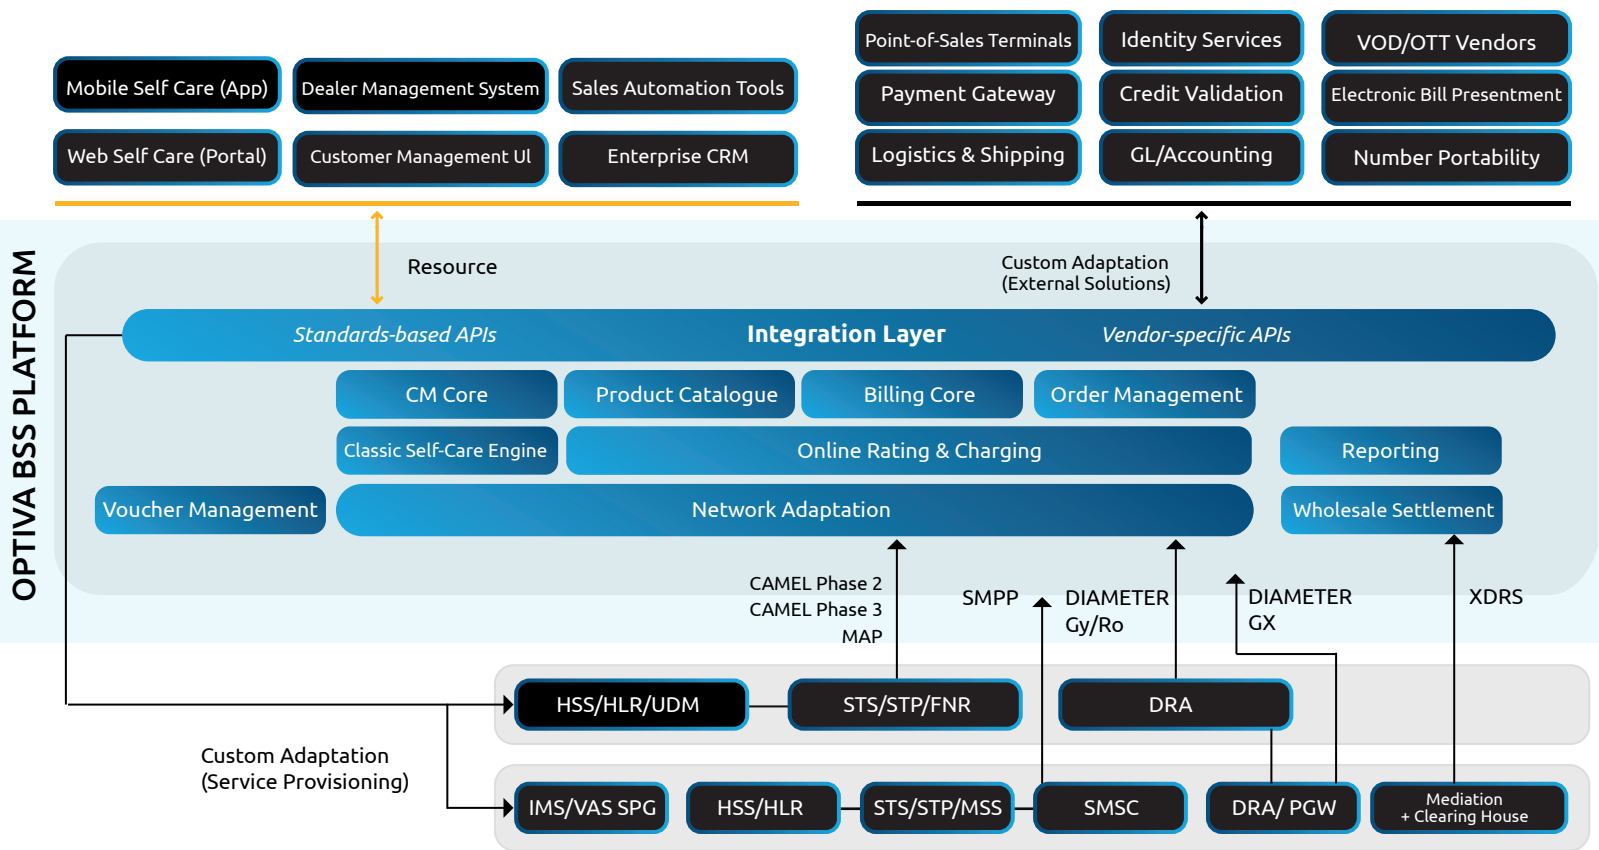 Point-of-Sales Terminals
Identity Services
VOD/OTT Vendors
Mobile Self Care (App)
Dealer Management System
Sales Automation Tools
Payment Gateway
Credit Validation
Electronic Bill Presentment
Web Self Care (Portal)
Customer Management UI
Enterprise CRM
Logistics & Shipping
GL/Accounting
Number Portability
OPTIVA BSS PLATFORM
Resource
Custom Adaptation
(External Solutions)
Standards-based APIs
Integration Layer
Vendor-specific APIs
CM Core
Product Catalogue
Billing Core
Order Management
Classic Self-Care Engine
Online Rating & Charging
Reporting
Voucher Management
Network Adaptation
Wholesale Settlement
CAMEL Phase 2
CAMEL Phase 3
MAP
SMPP
DIAMETER
Gy/Ro
DIAMETER
GX
XDRS
HSS/HLR/UDM
STS/STP/FNR
DRA
Custom Adaptation
(Service Provisioning)
IMS/VAS SPG
HSS/HLR
STS/STP/MSS
SMSC
DRA/ PGW
Mediation
+ Clearing House